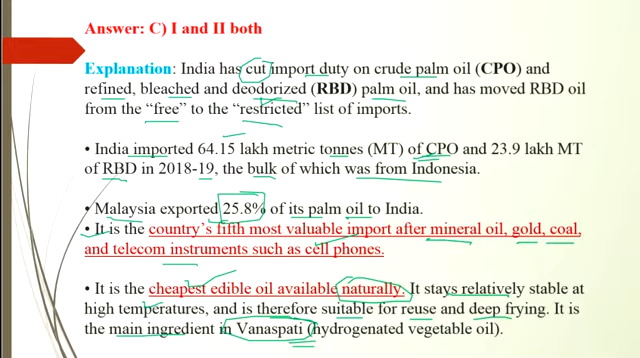 Answer: C) I and II both
Explanation: India has cut import duty on crude palm oil (CPO) and
refined, bleached and deodorized (RBD) palm oil, and has moved RBD oil
from the “free” to the “restricted” list of imports.
• India imported 64.15 lakh metric tonnes (MT) of CPO and 23.9 lakh MT
of RBD in 2018-19, the bulk of which was from Indonesia.
• Malaysia exported 25.8% of its palm oil to India.
• It is the country’s fifth most valuable import after mineral oil, gold, coal,
and telecom instruments such as cell phones.
• It is the cheapest edible oil available naturally. It stays relatively stable at
high temperatures, and is therefore suitable for reuse and deep frying. It is
the main ingredient in Vanaspati (hydrogenated vegetable oil).